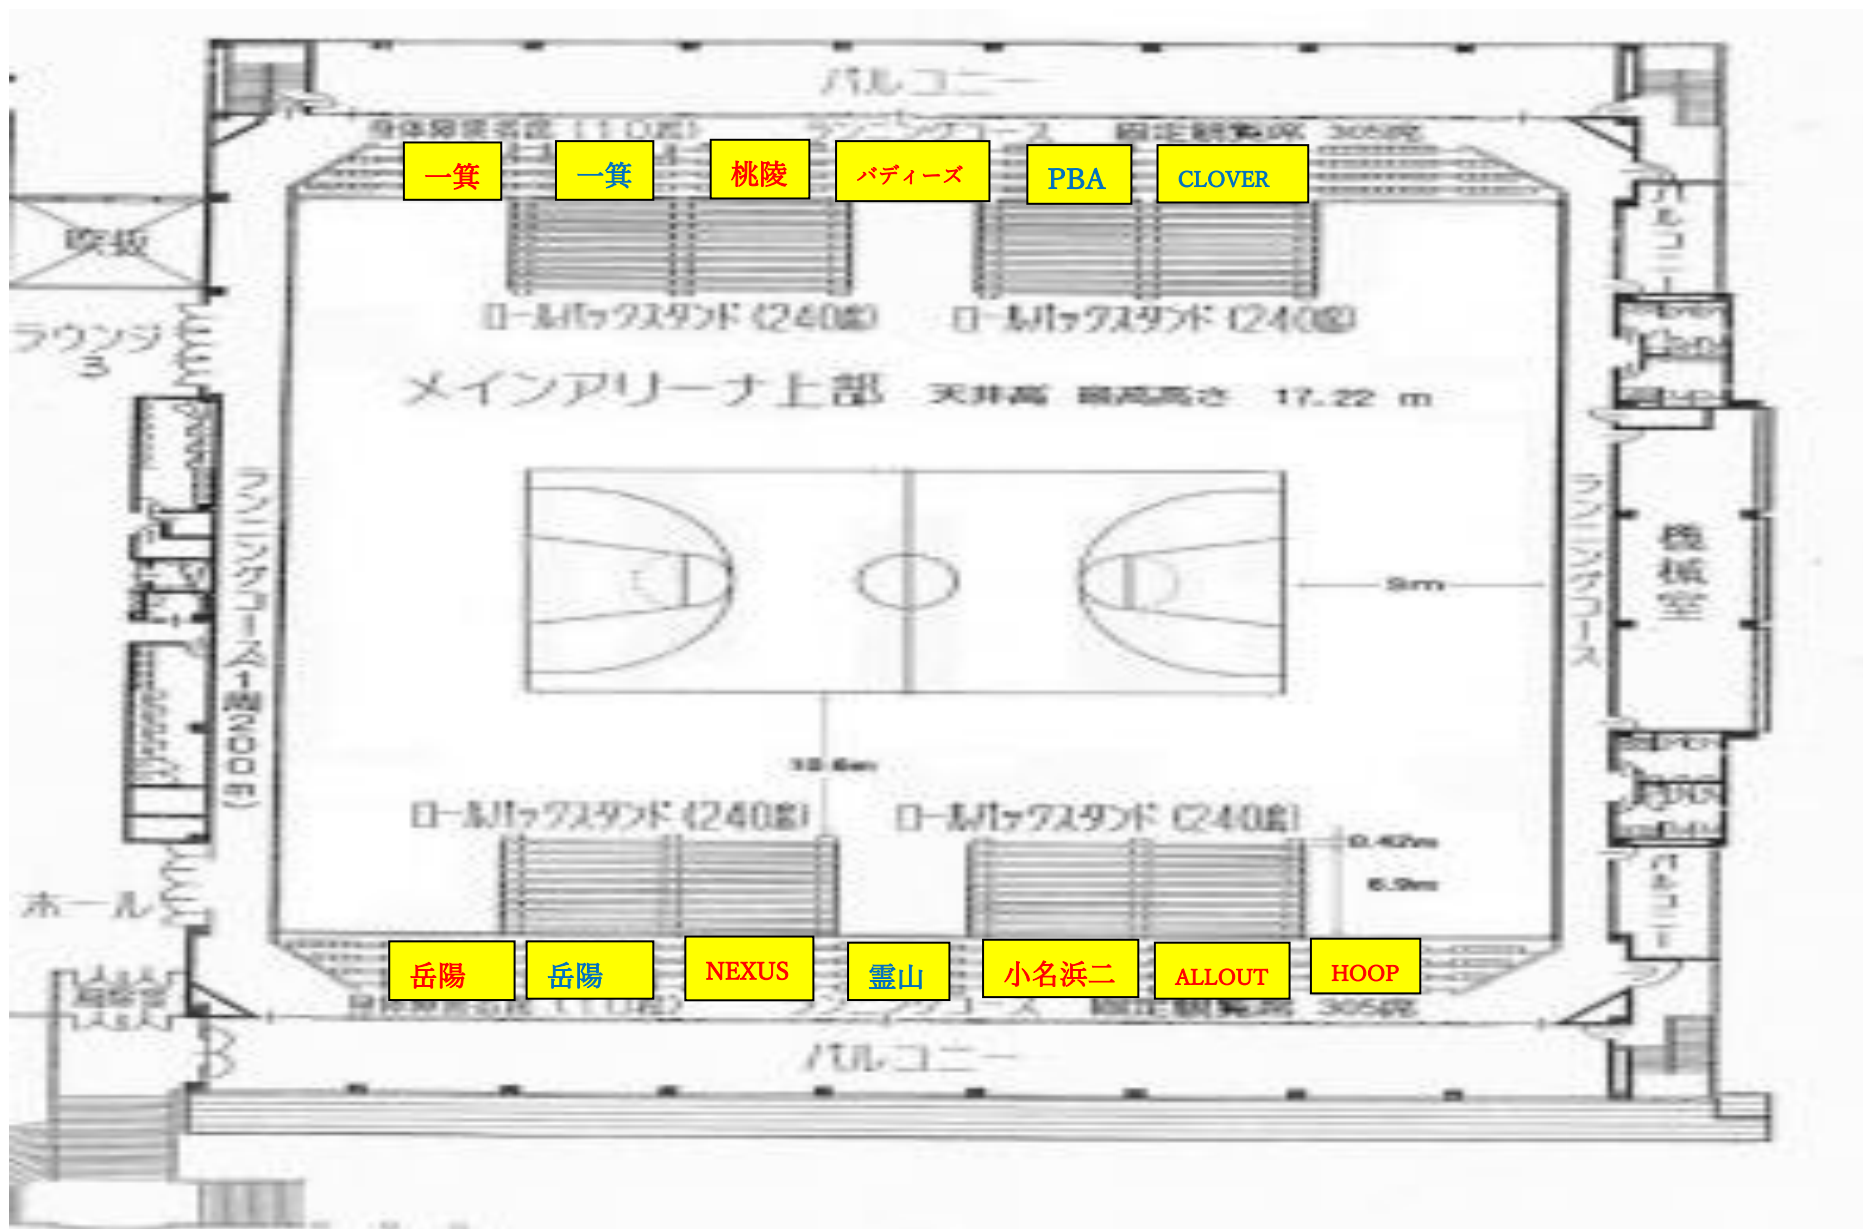 バルコニー
ランニングコース 固定観覧席 305席
一箕 一箕 桃陵 バディーズ PBA CLOVER
吹抜
バルコニー
ロールバックスタンド (240席) ロールバックスタンド (240席)
ラウンジ
3
メインアリーナ上部 天井高 最高高さ 17.22 m
ランニングコース(1周200m)
ランニングコース
9m
機械室
10.6m
ロールバックスタンド (240席) ロールバックスタンド (240席)
0.42m
6.9m
バルコニー
ホール
岳陽 岳陽 NEXUS 霊山 小名浜二 ALLOUT HOOP
ランニングコース 固定観覧席 305席
バルコニー